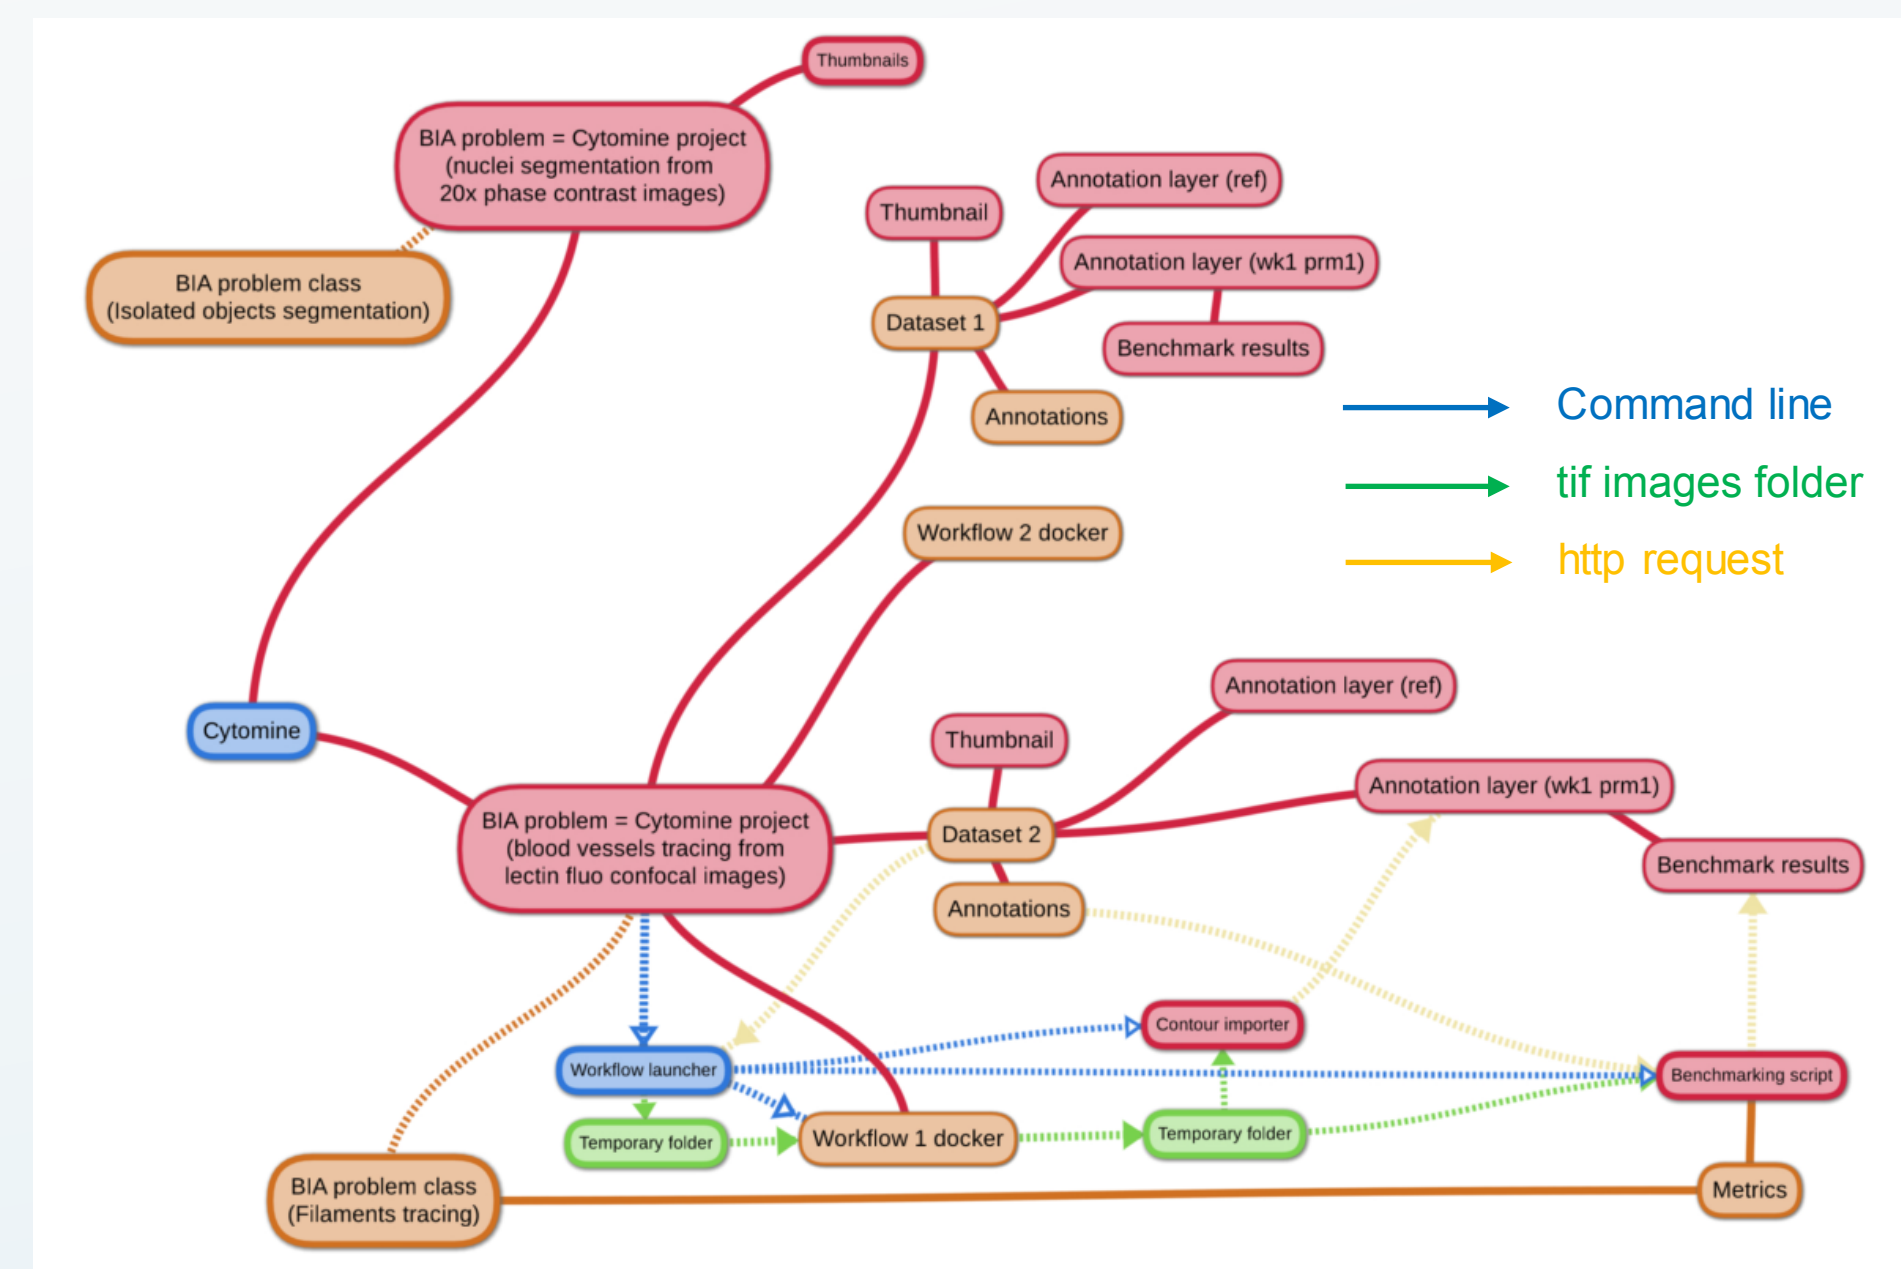 Thumbnails
BIA problem = Cytomine project
(nuclei segmentation from
20x phase contrast images)
BIA problem class
(Isolated objects segmentation)
Annotation layer (ref)
Thumbnail
Annotation layer (wk1 prm1)
Dataset 1
Benchmark results
Annotations
Command line
tif images folder
http request
Workflow 2 docker
Cytomine
Annotation layer (ref)
Thumbnail
Annotation layer (wk1 prm1)
BIA problem = Cytomine project
(blood vessels tracing from
lectin fluo confocal images)
Dataset 2
Benchmark results
Annotations
Contour importer
Workflow launcher
Benchmarking script
Temporary folder
Workflow 1 docker
Temporary folder
BIA problem class
(Filaments tracing)
Metrics